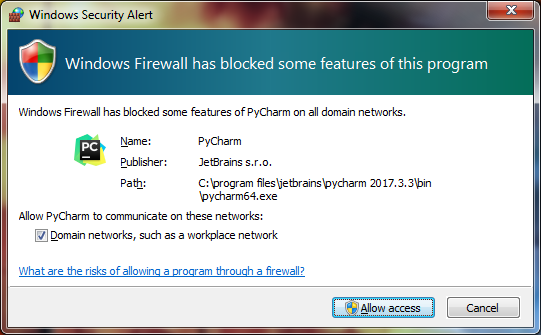 Windows Security Alert
Windows Firewall has blocked some features of this program
Windows Firewall has blocked some features of PyCharm on all domain networks.
PC
Name: PyCharm
Publisher: JetBrains s.r.o.
Path: C:\program files\jetbrains\pycharm 2017.3.3\bin
\pycharm64.exe
Allow PyCharm to communicate on these networks:
Domain networks, such as a workplace network
What are the risks of allowing a program through a firewall?
Allow access Cancel